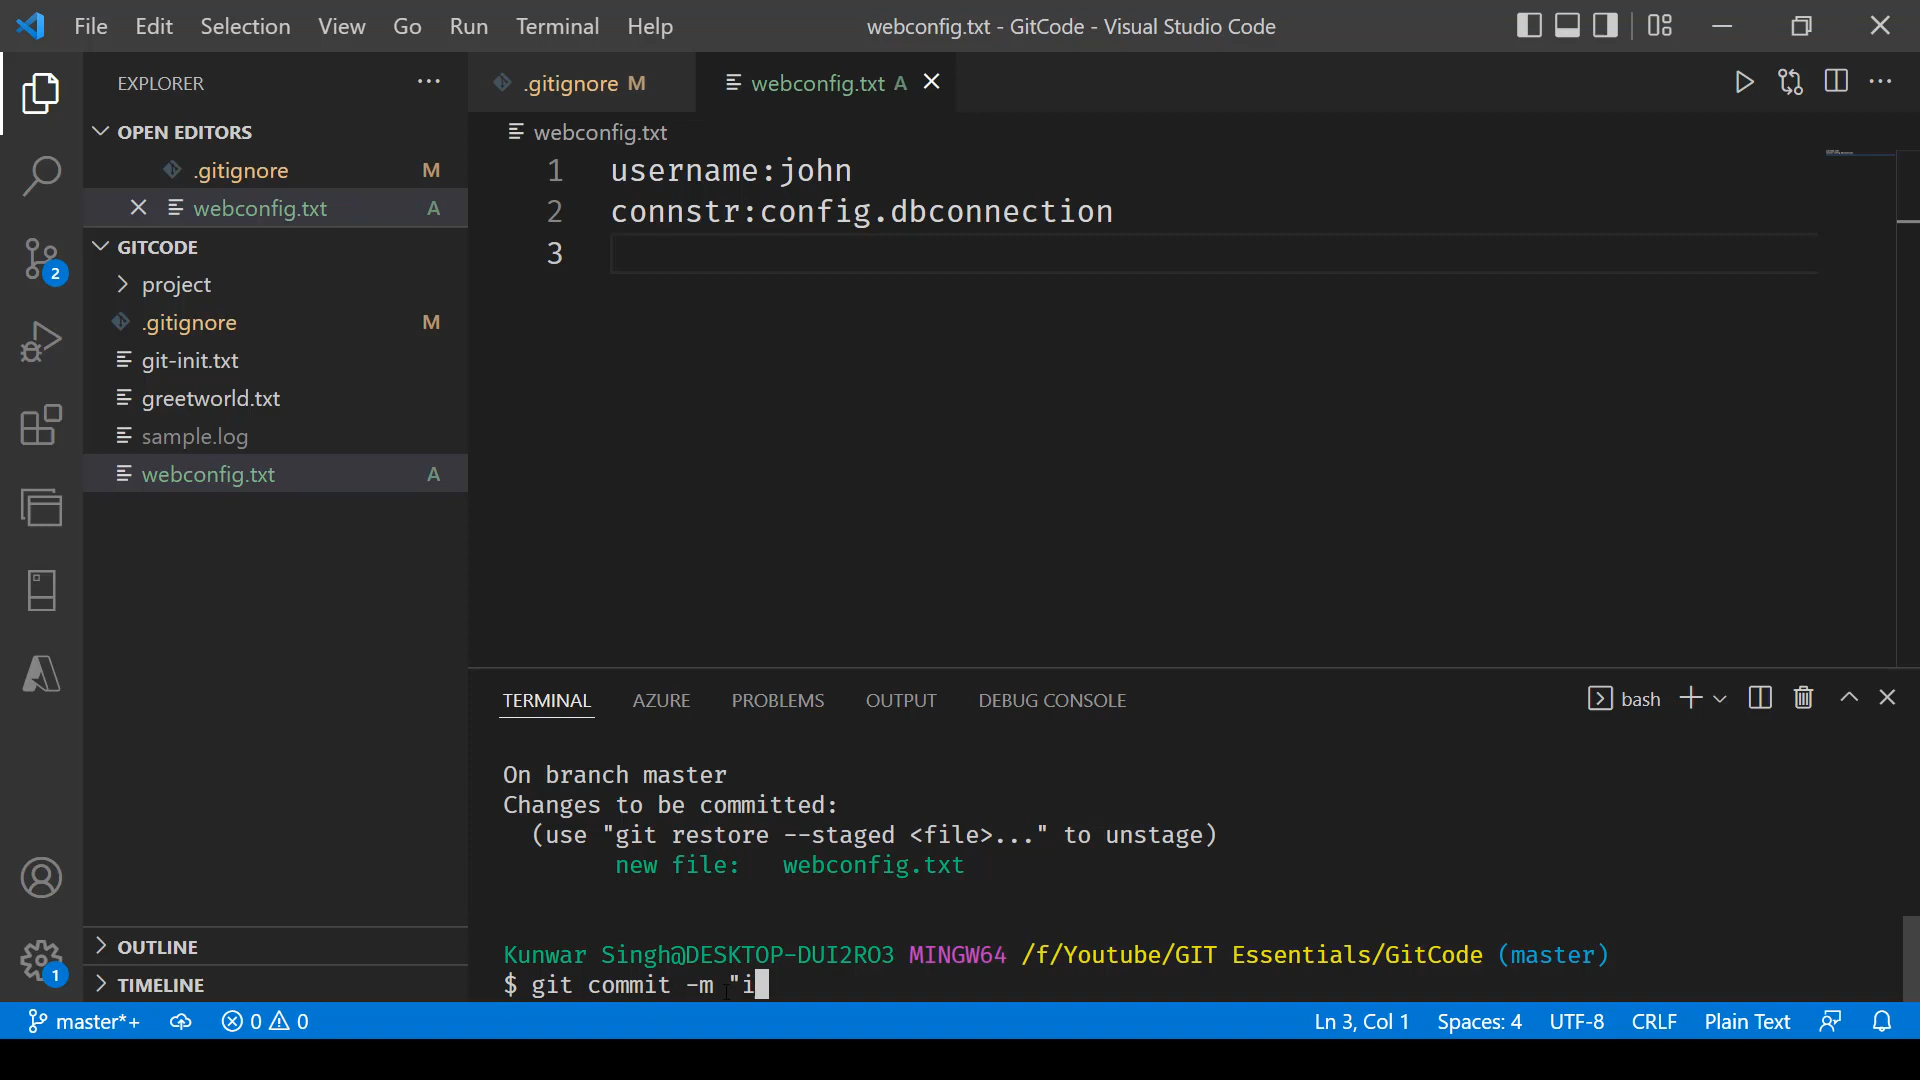 File Edit Selection View Go Run Terminal Help
webconfig.txt - GitCode - Visual Studio Code
EXPLORER
OPEN EDITORS
.gitignore M
webconfig.txt A
GITCODE
project
.gitignore M
git-init.txt
greetworld.txt
sample.log
webconfig.txt A
OUTLINE
TIMELINE
2
1
.gitignore M
webconfig.txt A
webconfig.txt
1 username:john
2 connstr:config.dbconnection
3
TERMINAL AZURE PROBLEMS OUTPUT DEBUG CONSOLE
bash
On branch master
Changes to be committed:
(use "git restore --staged <file>..." to unstage)
new file: webconfig.txt
Kunwar Singh@DESKTOP-DUI2RO3 MINGW64 /f/Youtube/GIT Essentials/GitCode (master)
$ git commit -m "i
master*+ 0 0
Ln 3, Col 1 Spaces: 4 UTF-8 CRLF Plain Text